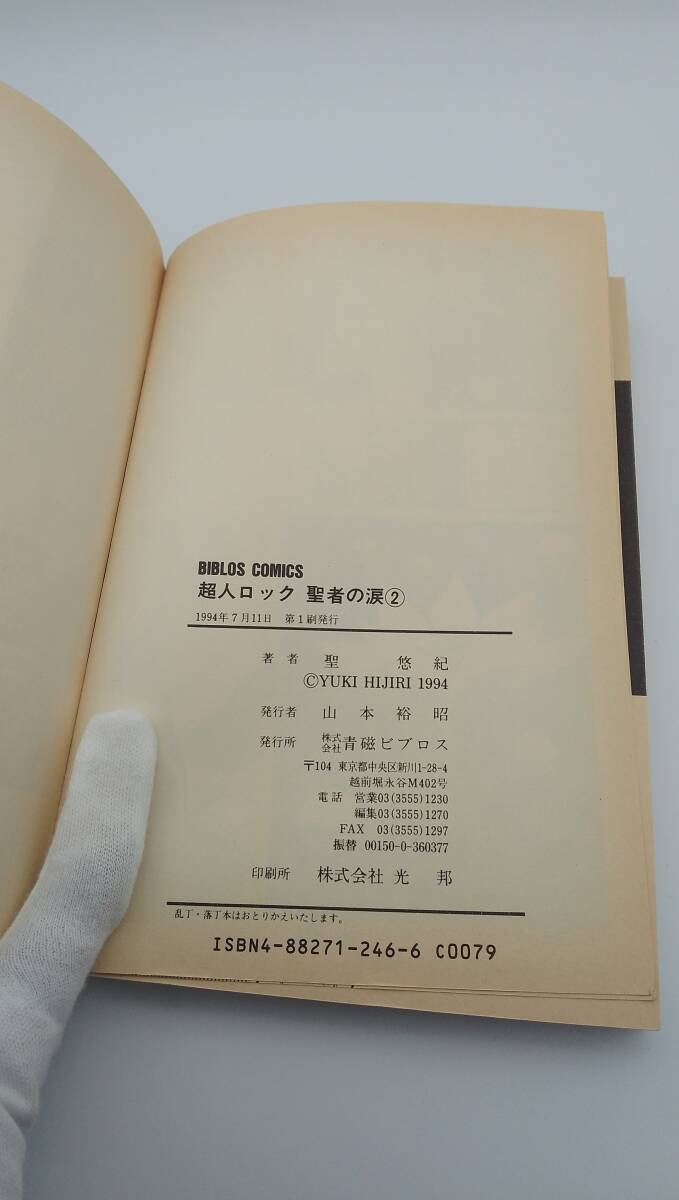 BIBLOS COMICS
超人ロック 聖者の涙②
1994年7月11日 第1刷発行
著者 聖 悠紀
©YUKI HIJIRI 1994
発行者 山本裕昭
発行所 株式会社青磁ビブロス
〒104 東京都中央区新川1-28-4
越前堀永谷M402号
電話 営業03(3555)1230
編集03(3555)1270
FAX 03(3555)1297
振替 00150-0-360377
印刷所 株式会社光邦
乱丁・落丁本はおとりかえいたします。
ISBN4-88271-246-6 C0079